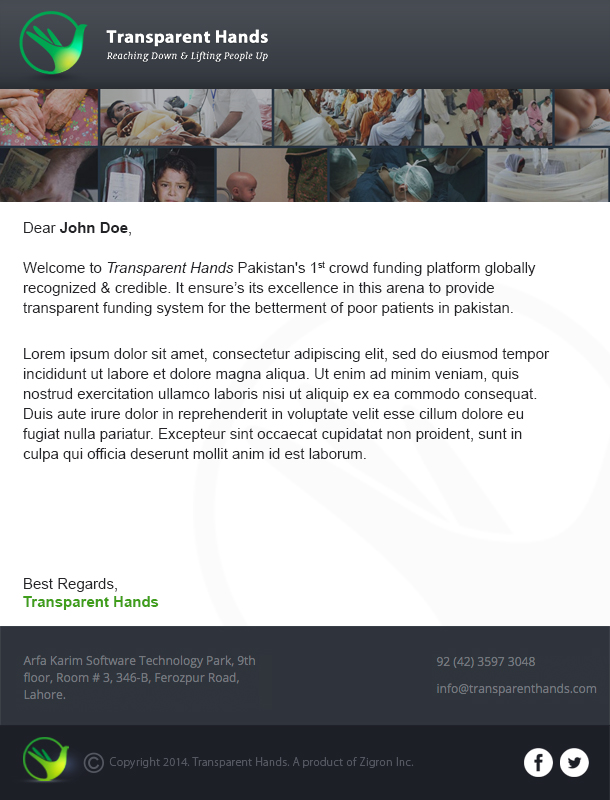 Transparent Hands
Reaching Down & Lifting People Up
Dear John Doe,
Welcome to Transparent Hands Pakistan's 1st crowd funding platform globally
recognized & credible. It ensure’s its excellence in this arena to provide
transparent funding system for the betterment of poor patients in pakistan.
Lorem ipsum dolor sit amet, consectetur adipiscing elit, sed do eiusmod tempor
incididunt ut labore et dolore magna aliqua. Ut enim ad minim veniam, quis
nostrud exercitation ullamco laboris nisi ut aliquip ex ea commodo consequat.
Duis aute irure dolor in reprehenderit in voluptate velit esse cillum dolore eu
fugiat nulla pariatur. Excepteur sint occaecat cupidatat non proident, sunt in
culpa qui officia deserunt mollit anim id est laborum.
Best Regards,
Transparent Hands
Arfa Karim Software Technology Park, 9th
floor, Room # 3, 346-B, Ferozpur Road,
Lahore.
92 (42) 3597 3048
info@transparenthands.com
© Copyright 2014. Transparent Hands. A product of Zigron Inc.